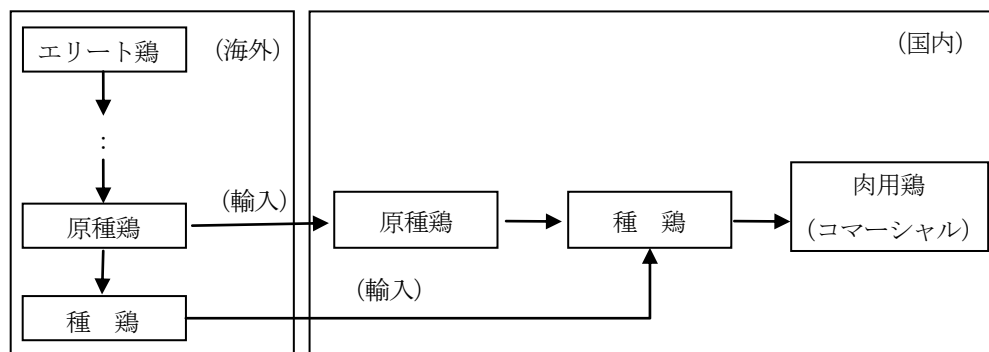 エリート鶏
(海外)
(国内)
:
(輸入)
原種鶏
原種鶏
種　鶏
肉用鶏
(コマーシャル)
(輸入)
種　鶏